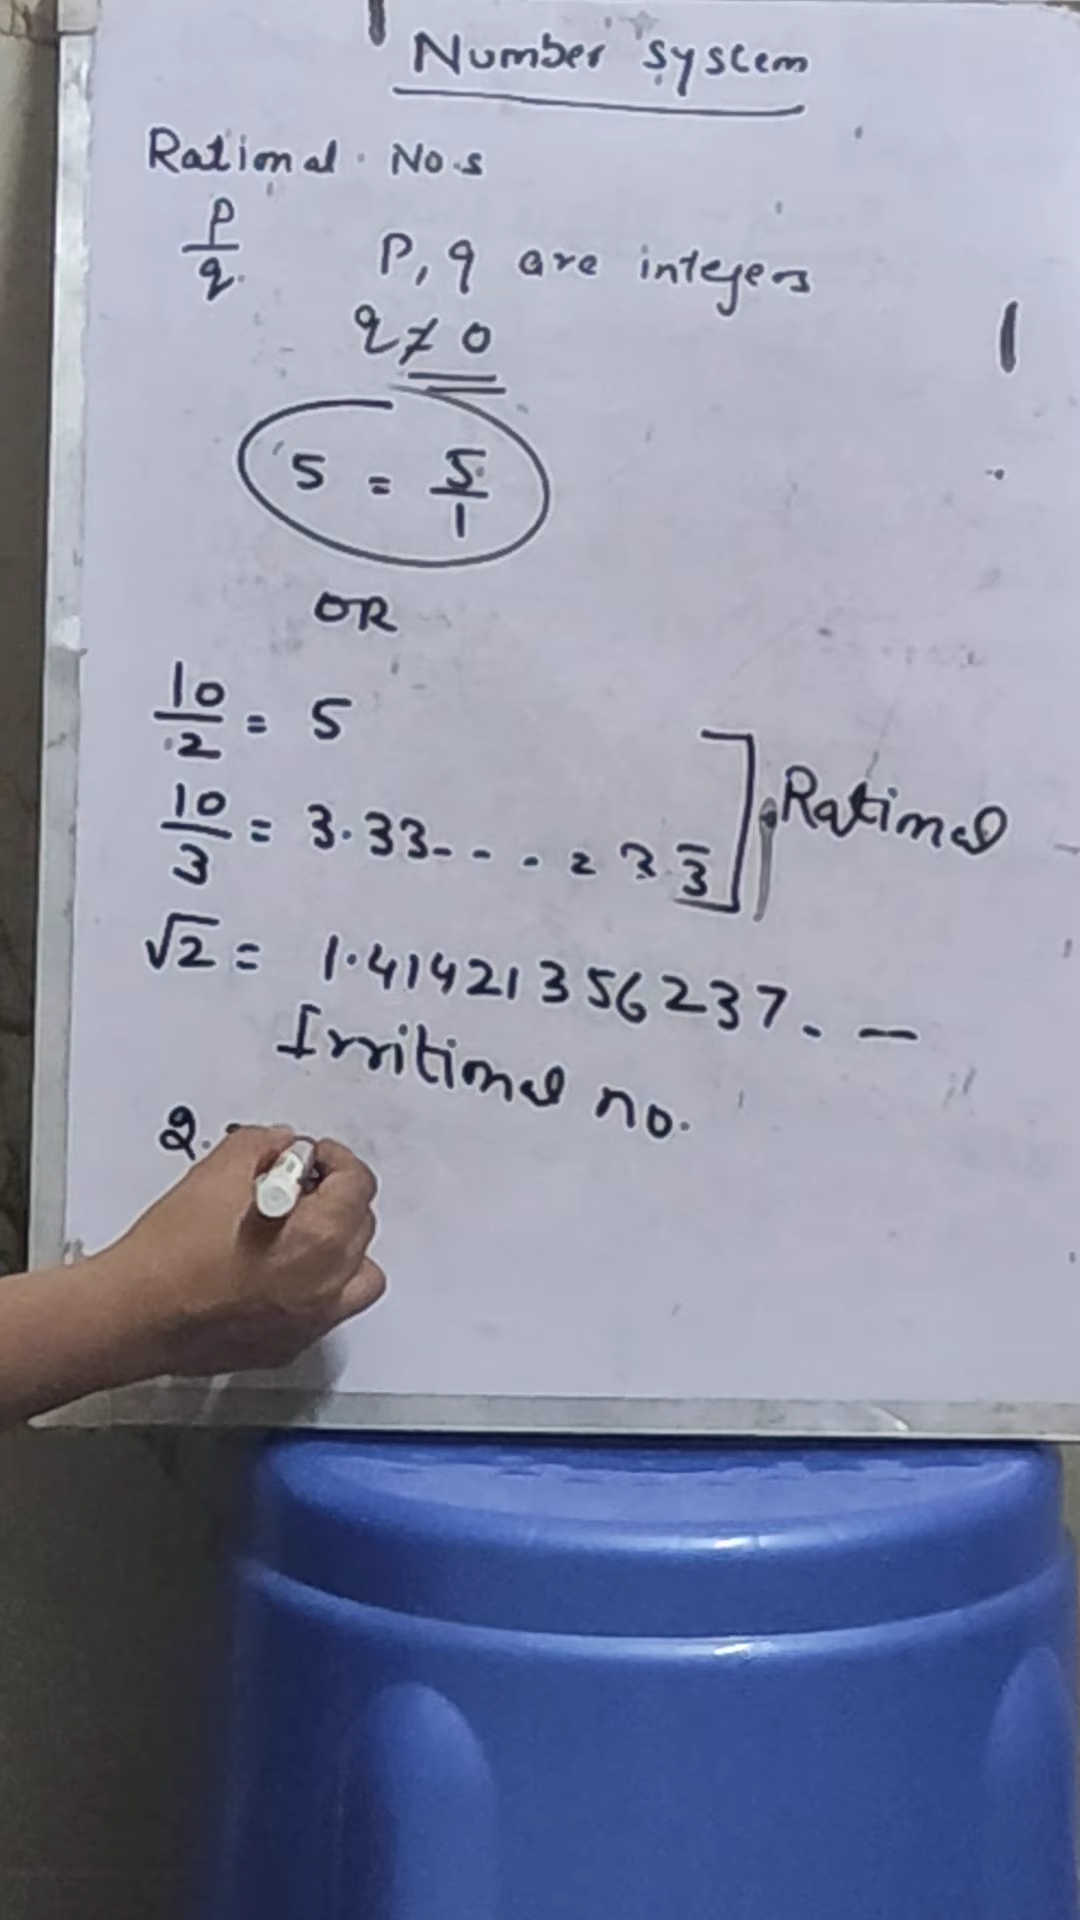 Number system
Rational No.s
P/q P, q are integers
q ≠ 0
5 = 5/1
OR
10/2 = 5
10/3 = 3.33-- . = 3.3̅ ] Rational
√2 = 1.41421356237. —
Irritional no.
2.